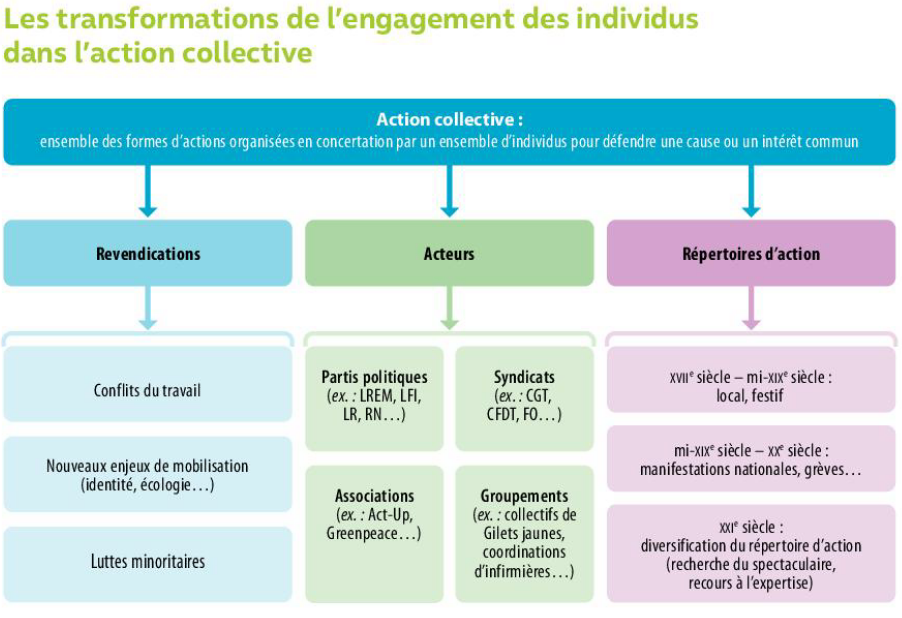 Les transformations de l'engagement des individus
dans l'action collective
Action collective :
ensemble des formes d'actions organisées en concertation par un ensemble d'individus pour défendre une cause ou un intérêt commun
Revendications
Acteurs
Répertoires d'action
Conflits du travail
Nouveaux enjeux de mobilisation
(identité, écologie…)
Luttes minoritaires
Partis politiques
(ex. : LREM, LFI,
LR, RN…)
Syndicats
(ex. : CGT,
CFDT, FO…)
Associations
(ex. : Act-Up,
Greenpeace…)
Groupements
(ex. : collectifs de
Gilets jaunes,
coordinations
d'infirmières…)
XVIIe siècle – mi-XIXe siècle :
local, festif
mi-XIXe siècle – XXe siècle :
manifestations nationales, grèves…
XXIe siècle :
diversification du répertoire d'action
(recherche du spectaculaire,
recours à l'expertise)